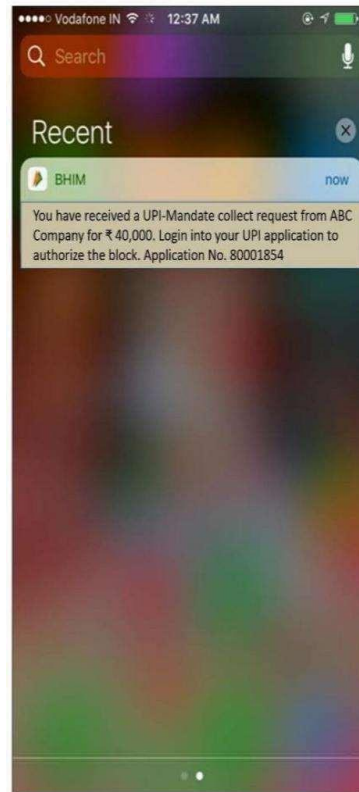 Vodafone IN 12:37 AM
Search
Recent
BHIM now
You have received a UPI-Mandate collect request from ABC
Company for ₹ 40,000. Login into your UPI application to
authorize the block. Application No. 80001854